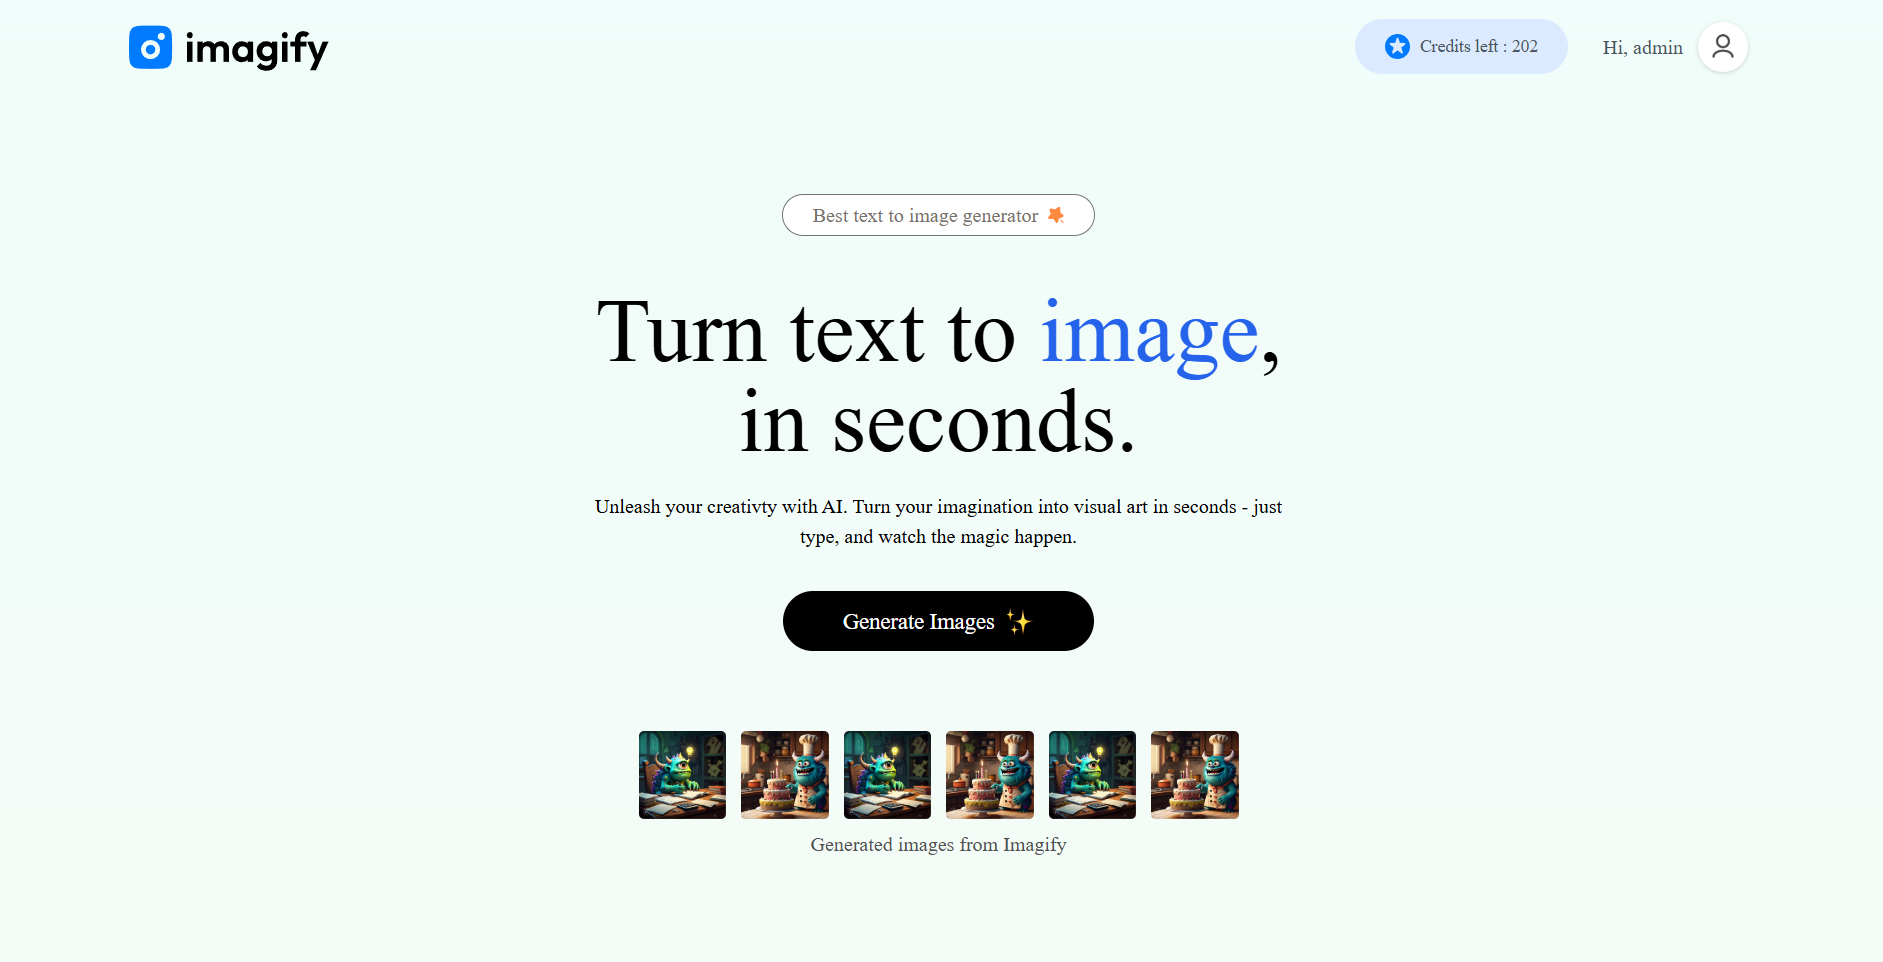 imagify
Credits left : 202
Hi, admin
Best text to image generator
Turn text to image,
in seconds.
Unleash your creativty with AI. Turn your imagination into visual art in seconds - just
type, and watch the magic happen.
Generate Images ✨
Generated images from Imagify